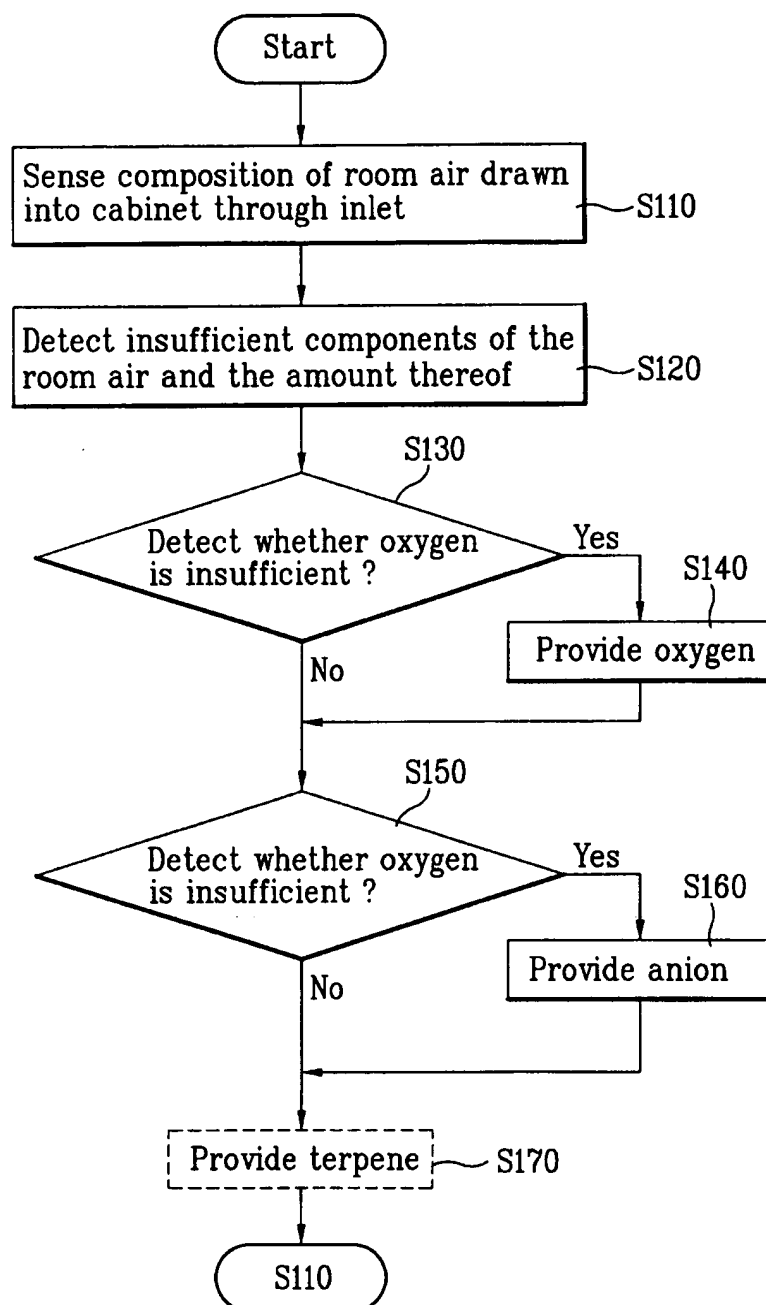 Start
Sense composition of room air drawn
into cabinet through inlet
S110
Detect insufficient components of the
room air and the amount thereof
S120
S130
Detect whether oxygen
is insufficient ?
Yes
S140
Provide oxygen
No
S150
Detect whether oxygen
is insufficient ?
Yes
S160
Provide anion
No
Provide terpene
S170
S110